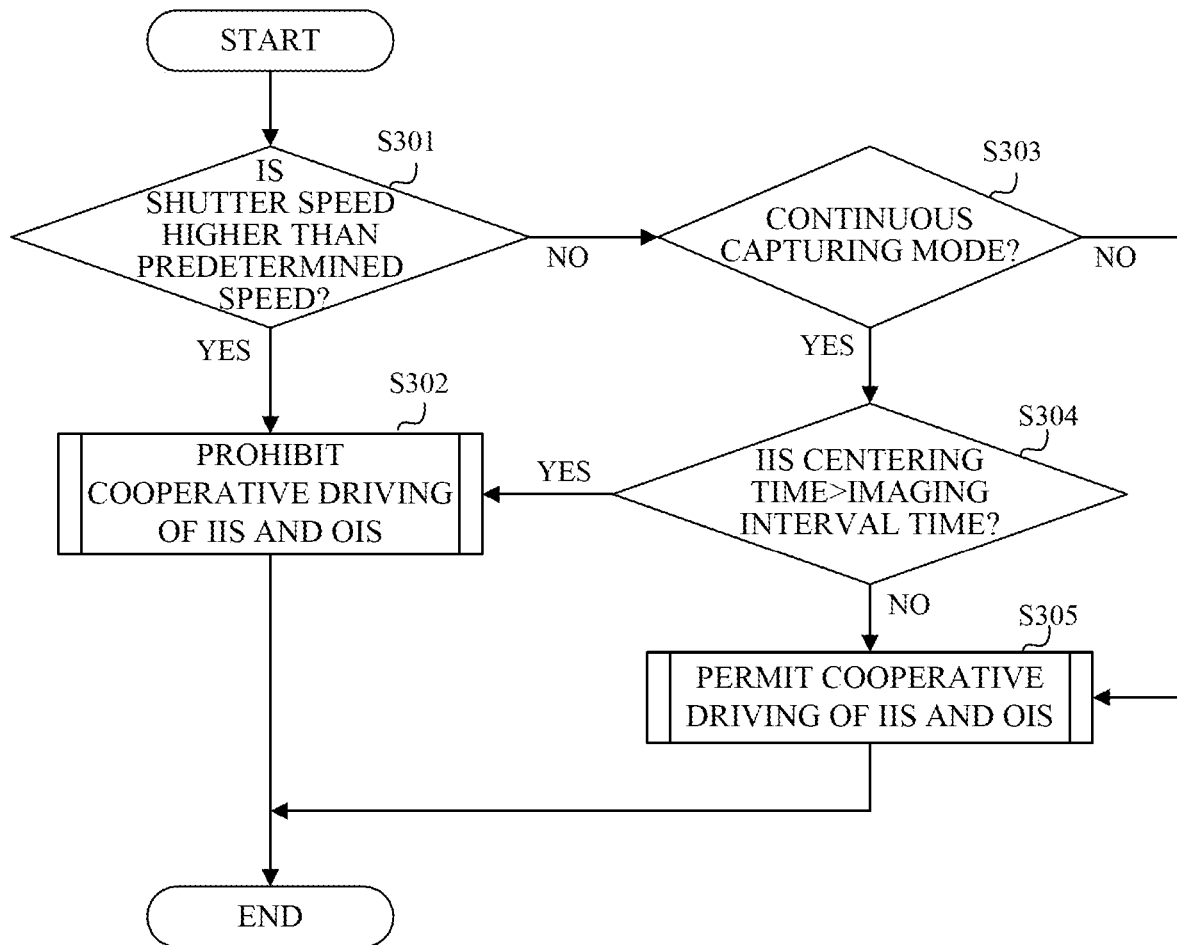 START
S301
IS
SHUTTER SPEED
HIGHER THAN
PREDETERMINED
SPEED?
NO
YES
S303
CONTINUOUS
CAPTURING MODE?
NO
YES
S302
PROHIBIT
COOPERATIVE DRIVING
OF IIS AND OIS
S304
IIS CENTERING
TIME>IMAGING
INTERVAL TIME?
YES
NO
S305
PERMIT COOPERATIVE
DRIVING OF IIS AND OIS
END